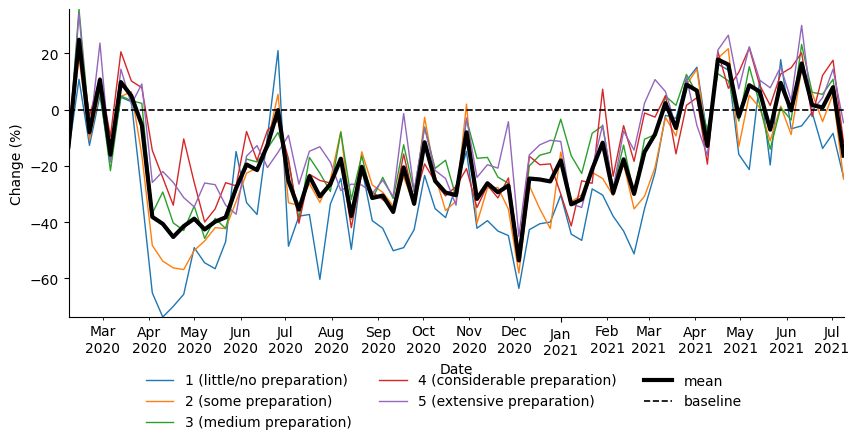 20
0
−20
−40
−60
Change (%)
Mar Apr May Jun Jul Aug Sep Oct Nov Dec Jan Feb Mar Apr May Jun Jul
2020 2020 2020 2020 2020 2020 2020 2020 2020 2020 2021 2021 2021 2021 2021 2021 2021
Date
1 (little/no preparation) 4 (considerable preparation) mean
2 (some preparation) 5 (extensive preparation) baseline
3 (medium preparation)